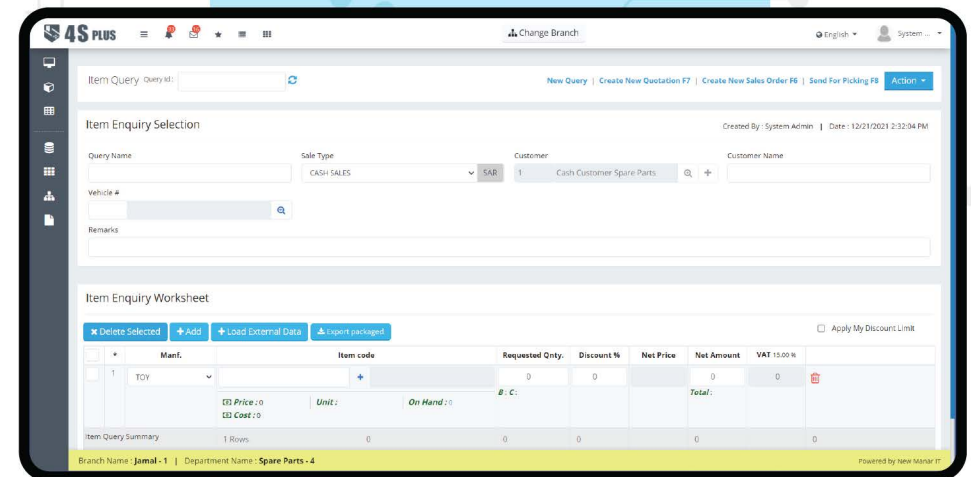 4S PLUS
Change Branch
English
System ...
Item Query Query Id:
New Query | Create New Quotation F7 | Create New Sales Order F6 | Send For Picking F8 Action
Item Enquiry Selection
Created By : System Admin | Date : 12/21/2021 2:32:04 PM
Query Name Sale Type Customer Customer Name
CASH SALES SAR 1 Cash Customer Spare Parts
Vehicle #
Remarks
Item Enquiry Worksheet
Delete Selected + Add + Load External Data Export packaged
Apply My Discount Limit
* Manf. Item code Requested Qnty. Discount % Net Price Net Amount VAT 15.00 %
1 TOY + 0 0 0 0
B : C : Total :
Price : 0 Unit : On Hand : 0
Cost : 0
Item Query Summary 1 Rows 0 0 0 0 0
Branch Name : Jamal - 1 | Department Name : Spare Parts - 4
Powered by New Manar IT